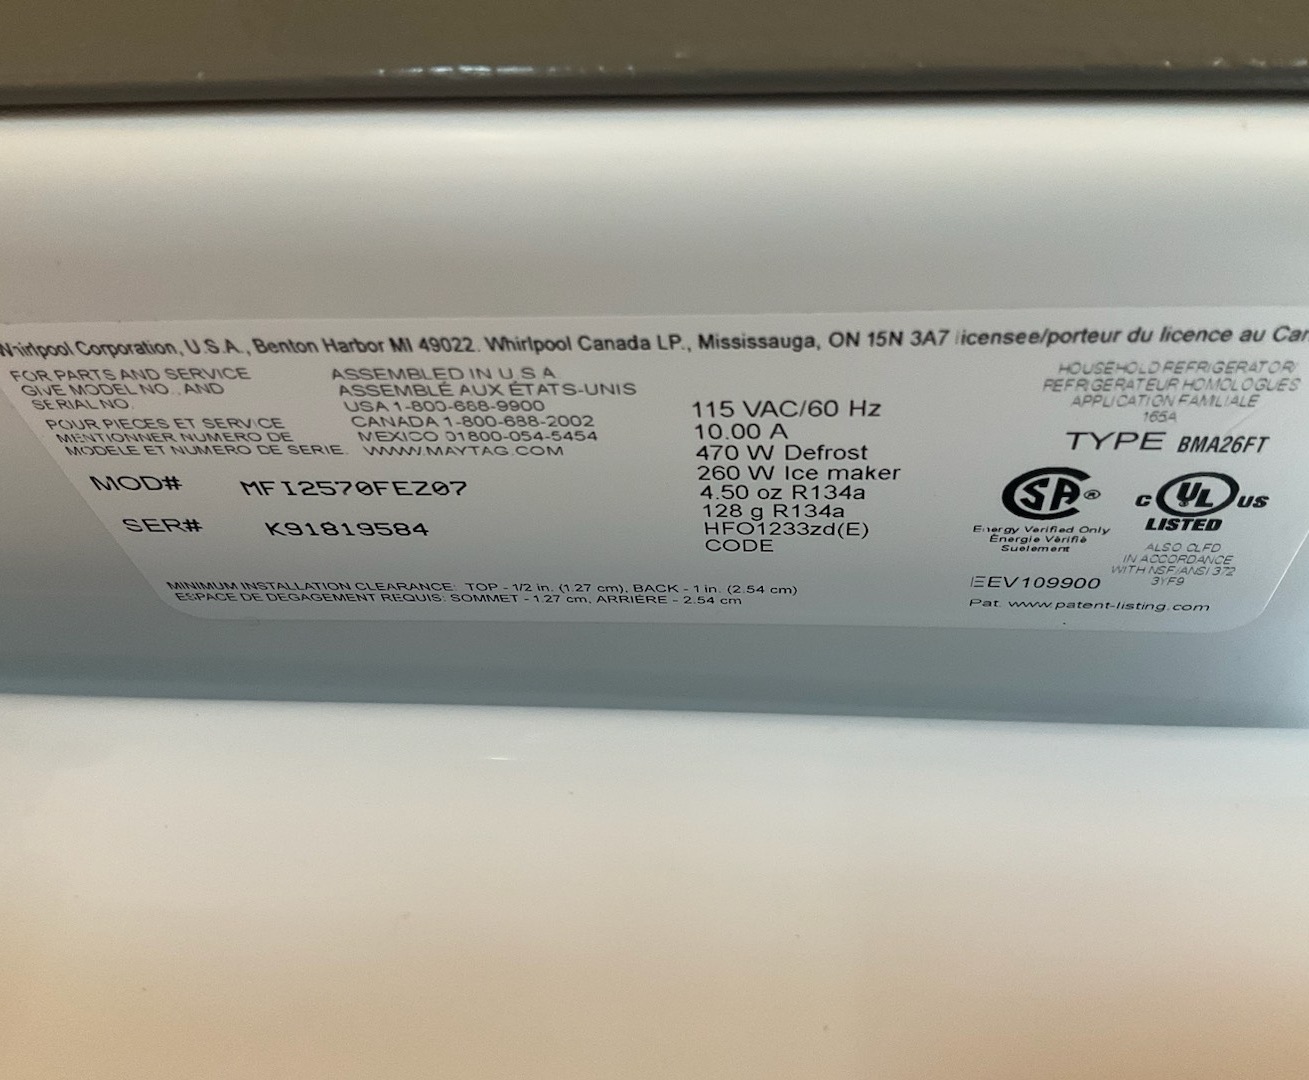 Whirlpool Corporation, U.S.A., Benton Harbor MI 49022. Whirlpool Canada LP., Mississauga, ON 15N 3A7 licensee/porteur du licence au Can
FOR PARTS AND SERVICE
GIVE MODEL NO., AND
SERIAL NO.
POUR PIECES ET SERVICE
MENTIONNER NUMERO DE
MODELE ET NUMERO DE SERIE.
ASSEMBLED IN U.S.A.
ASSEMBLÉ AUX ÉTATS-UNIS
USA 1-800-688-9900
CANADA 1-800-688-2002
MEXICO 01800-054-5454
WWW.MAYTAG.COM
MOD# MFI2570FEZ07
SER# K91819584
115 VAC/60 Hz
10.00 A
470 W Defrost
260 W Ice maker
4.50 oz R134a
128 g R134a
HFO1233zd(E)
CODE
HOUSEHOLD REFRIGERATOR/
REFRIGERATEUR HOMOLOGUES
APPLICATION FAMILIALE
165A
TYPE BMA26FT
SA®
Energy Verified Only
Énergie Vérifié
Suelement
C UL US
LISTED
ALSO CLFD
IN ACCORDANCE
WITH NSF/ANSI 372
3YF9
EEV109900
Pat. www.patent-listing.com
MINIMUM INSTALLATION CLEARANCE: TOP - 1/2 in. (1.27 cm), BACK - 1 in. (2.54 cm)
ESPACE DE DEGAGEMENT REQUIS: SOMMET - 1.27 cm, ARRIÈRE - 2.54 cm